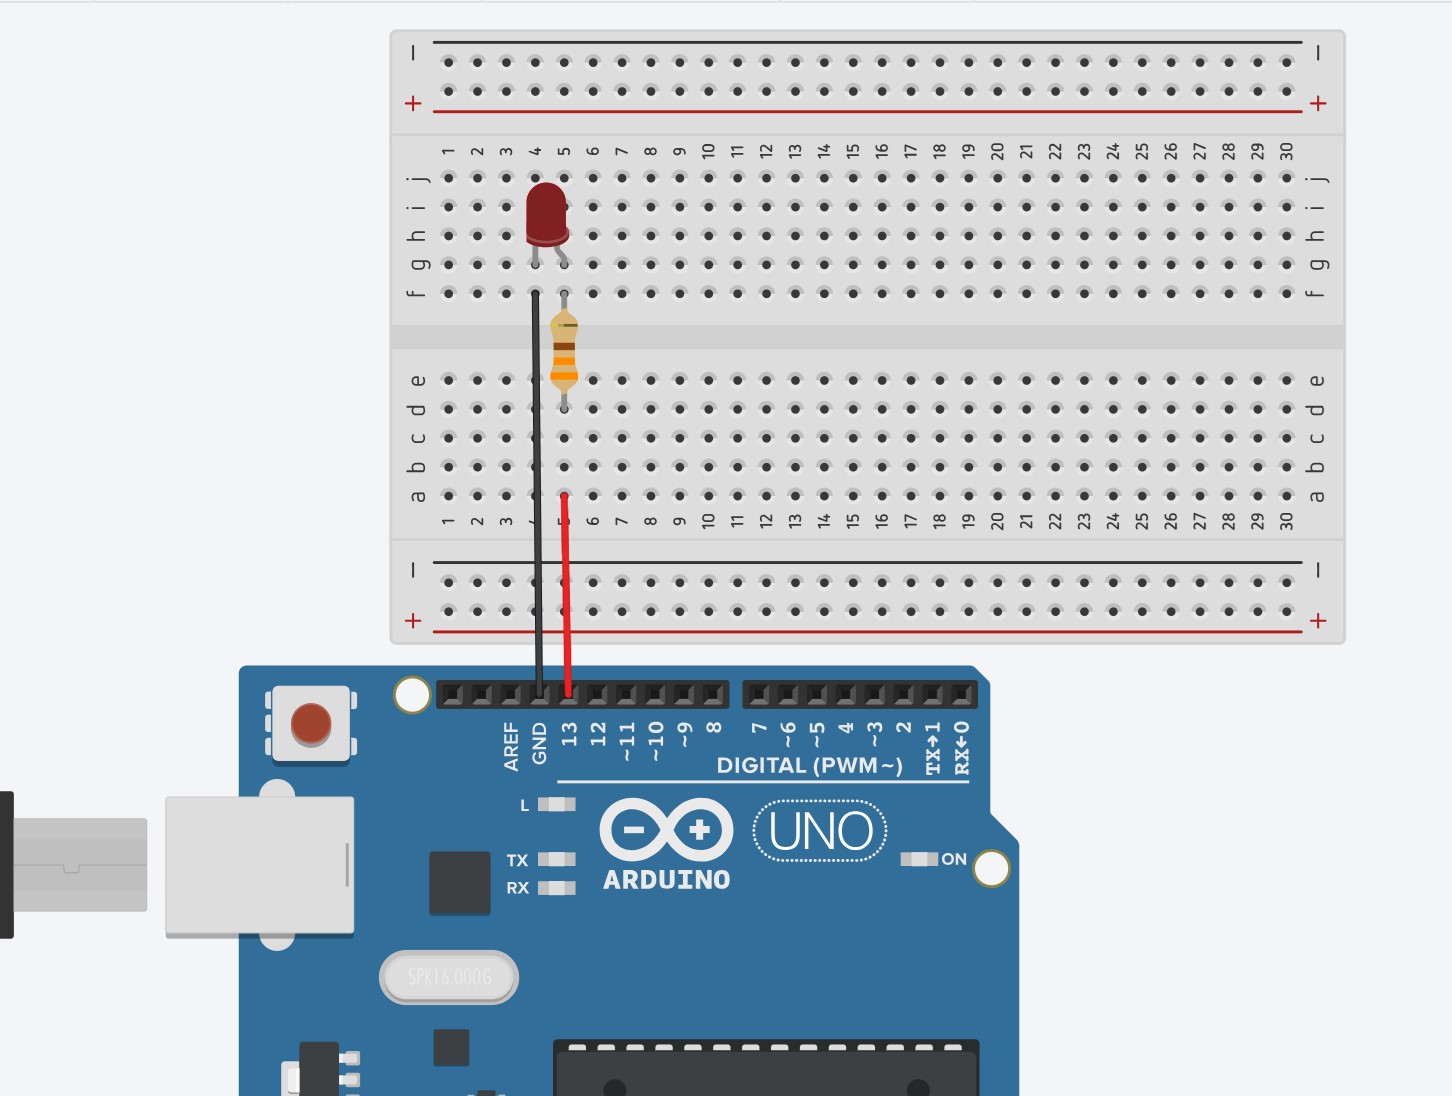 − −
+ +
1 2 3 4 5 6 7 8 9 10 11 12 13 14 15 16 17 18 19 20 21 22 23 24 25 26 27 28 29 30
j j
i i
h h
g g
f f
e e
d d
c c
b b
a a
1 2 3 4 5 6 7 8 9 10 11 12 13 14 15 16 17 18 19 20 21 22 23 24 25 26 27 28 29 30
− −
+ +
AREF GND 13 12 ~11 ~10 ~9 8 7 ~6 ~5 4 ~3 2 TX→1 RX←0
DIGITAL (PWM~)
L
UNO
TX ON
RX ARDUINO
SPK16.000G